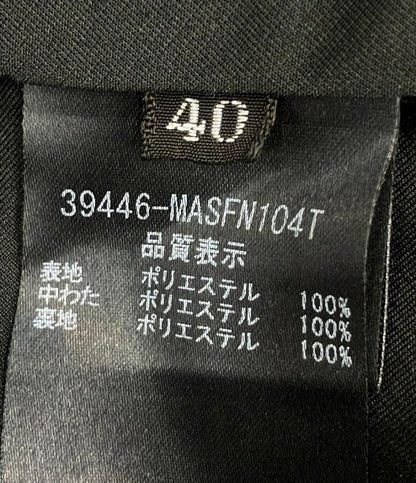 40
39446-MASFN104T
品質表示
表地 ポリエステル 100%
中わた ポリエステル 100%
裏地 ポリエステル 100%